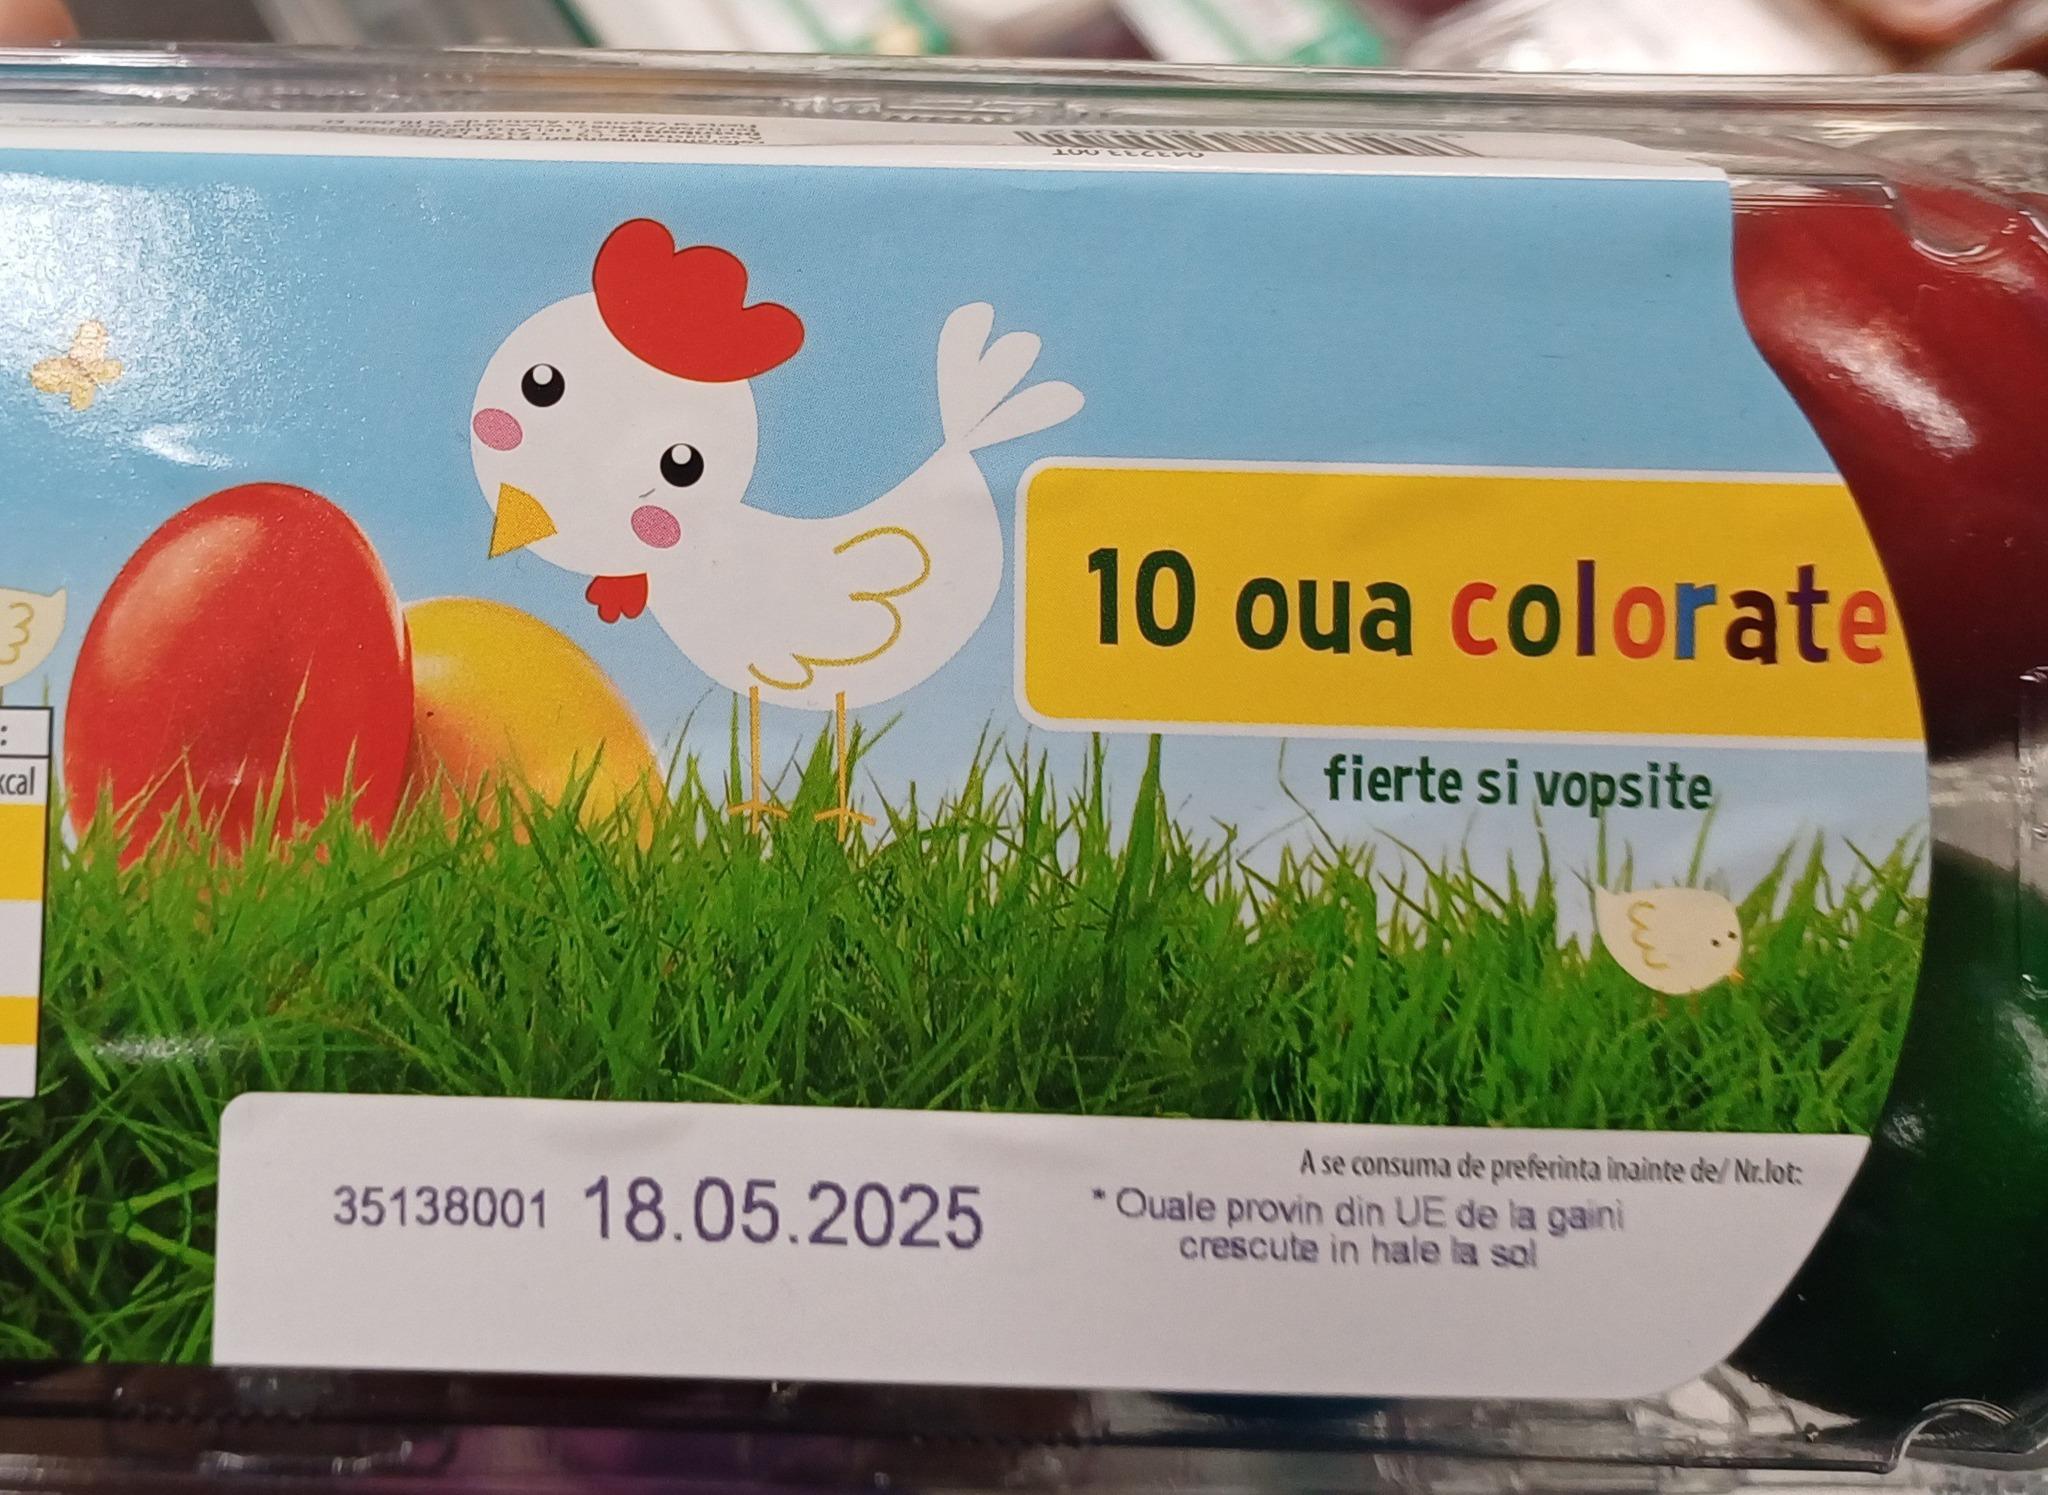 :
kcal
10 oua colorate
fierte si vopsite
A se consuma de preferinta inainte de/ Nr.lot:
35138001 18.05.2025
* Ouale provin din UE de la gaini
crescute in hale la sol